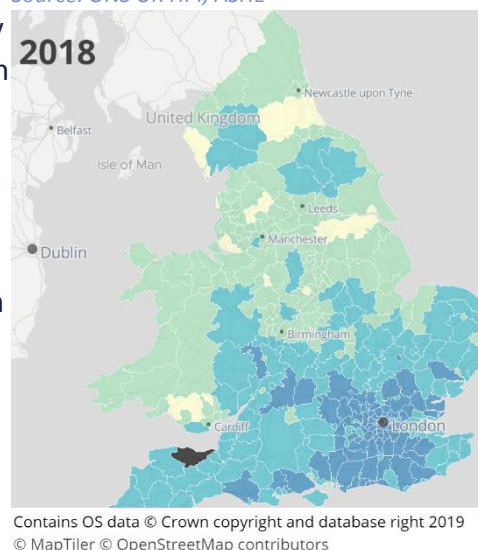 2018
Newcastle upon Tyne
United Kingdom
Belfast
Isle of Man
Leeds
Manchester
Dublin
Birmingham
Cardiff
London
Contains OS data © Crown copyright and database right 2019
© MapTiler © OpenStreetMap contributors